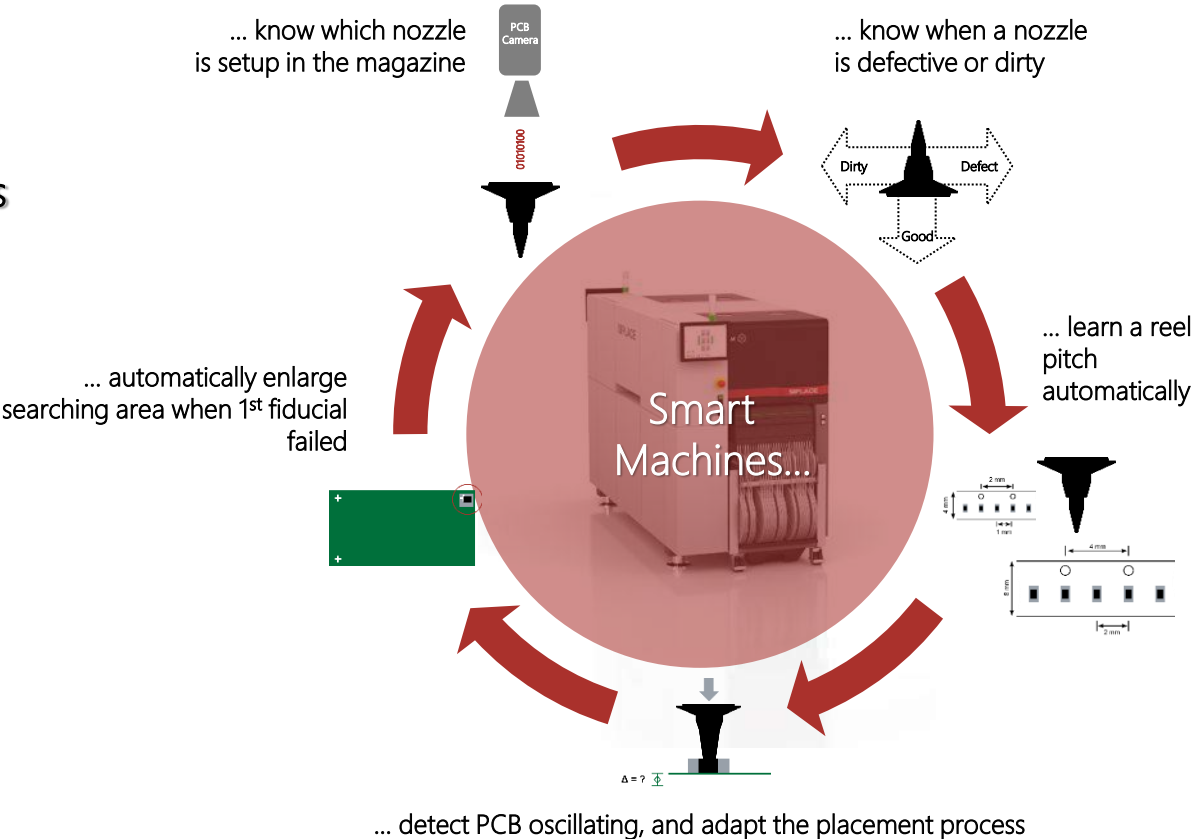 ... know which nozzle
is setup in the magazine
PCB
Camera
01010100
... know when a nozzle
is defective or dirty
Dirty
Defect
Good
s
... learn a reel
pitch
automatically
2 mm
4 mm
1 mm
4 mm
8 mm
2 mm
... automatically enlarge
searching area when 1st fiducial
failed
SIPLACE
SIPLACE
Smart
Machines...
Δ = ?
... detect PCB oscillating, and adapt the placement process